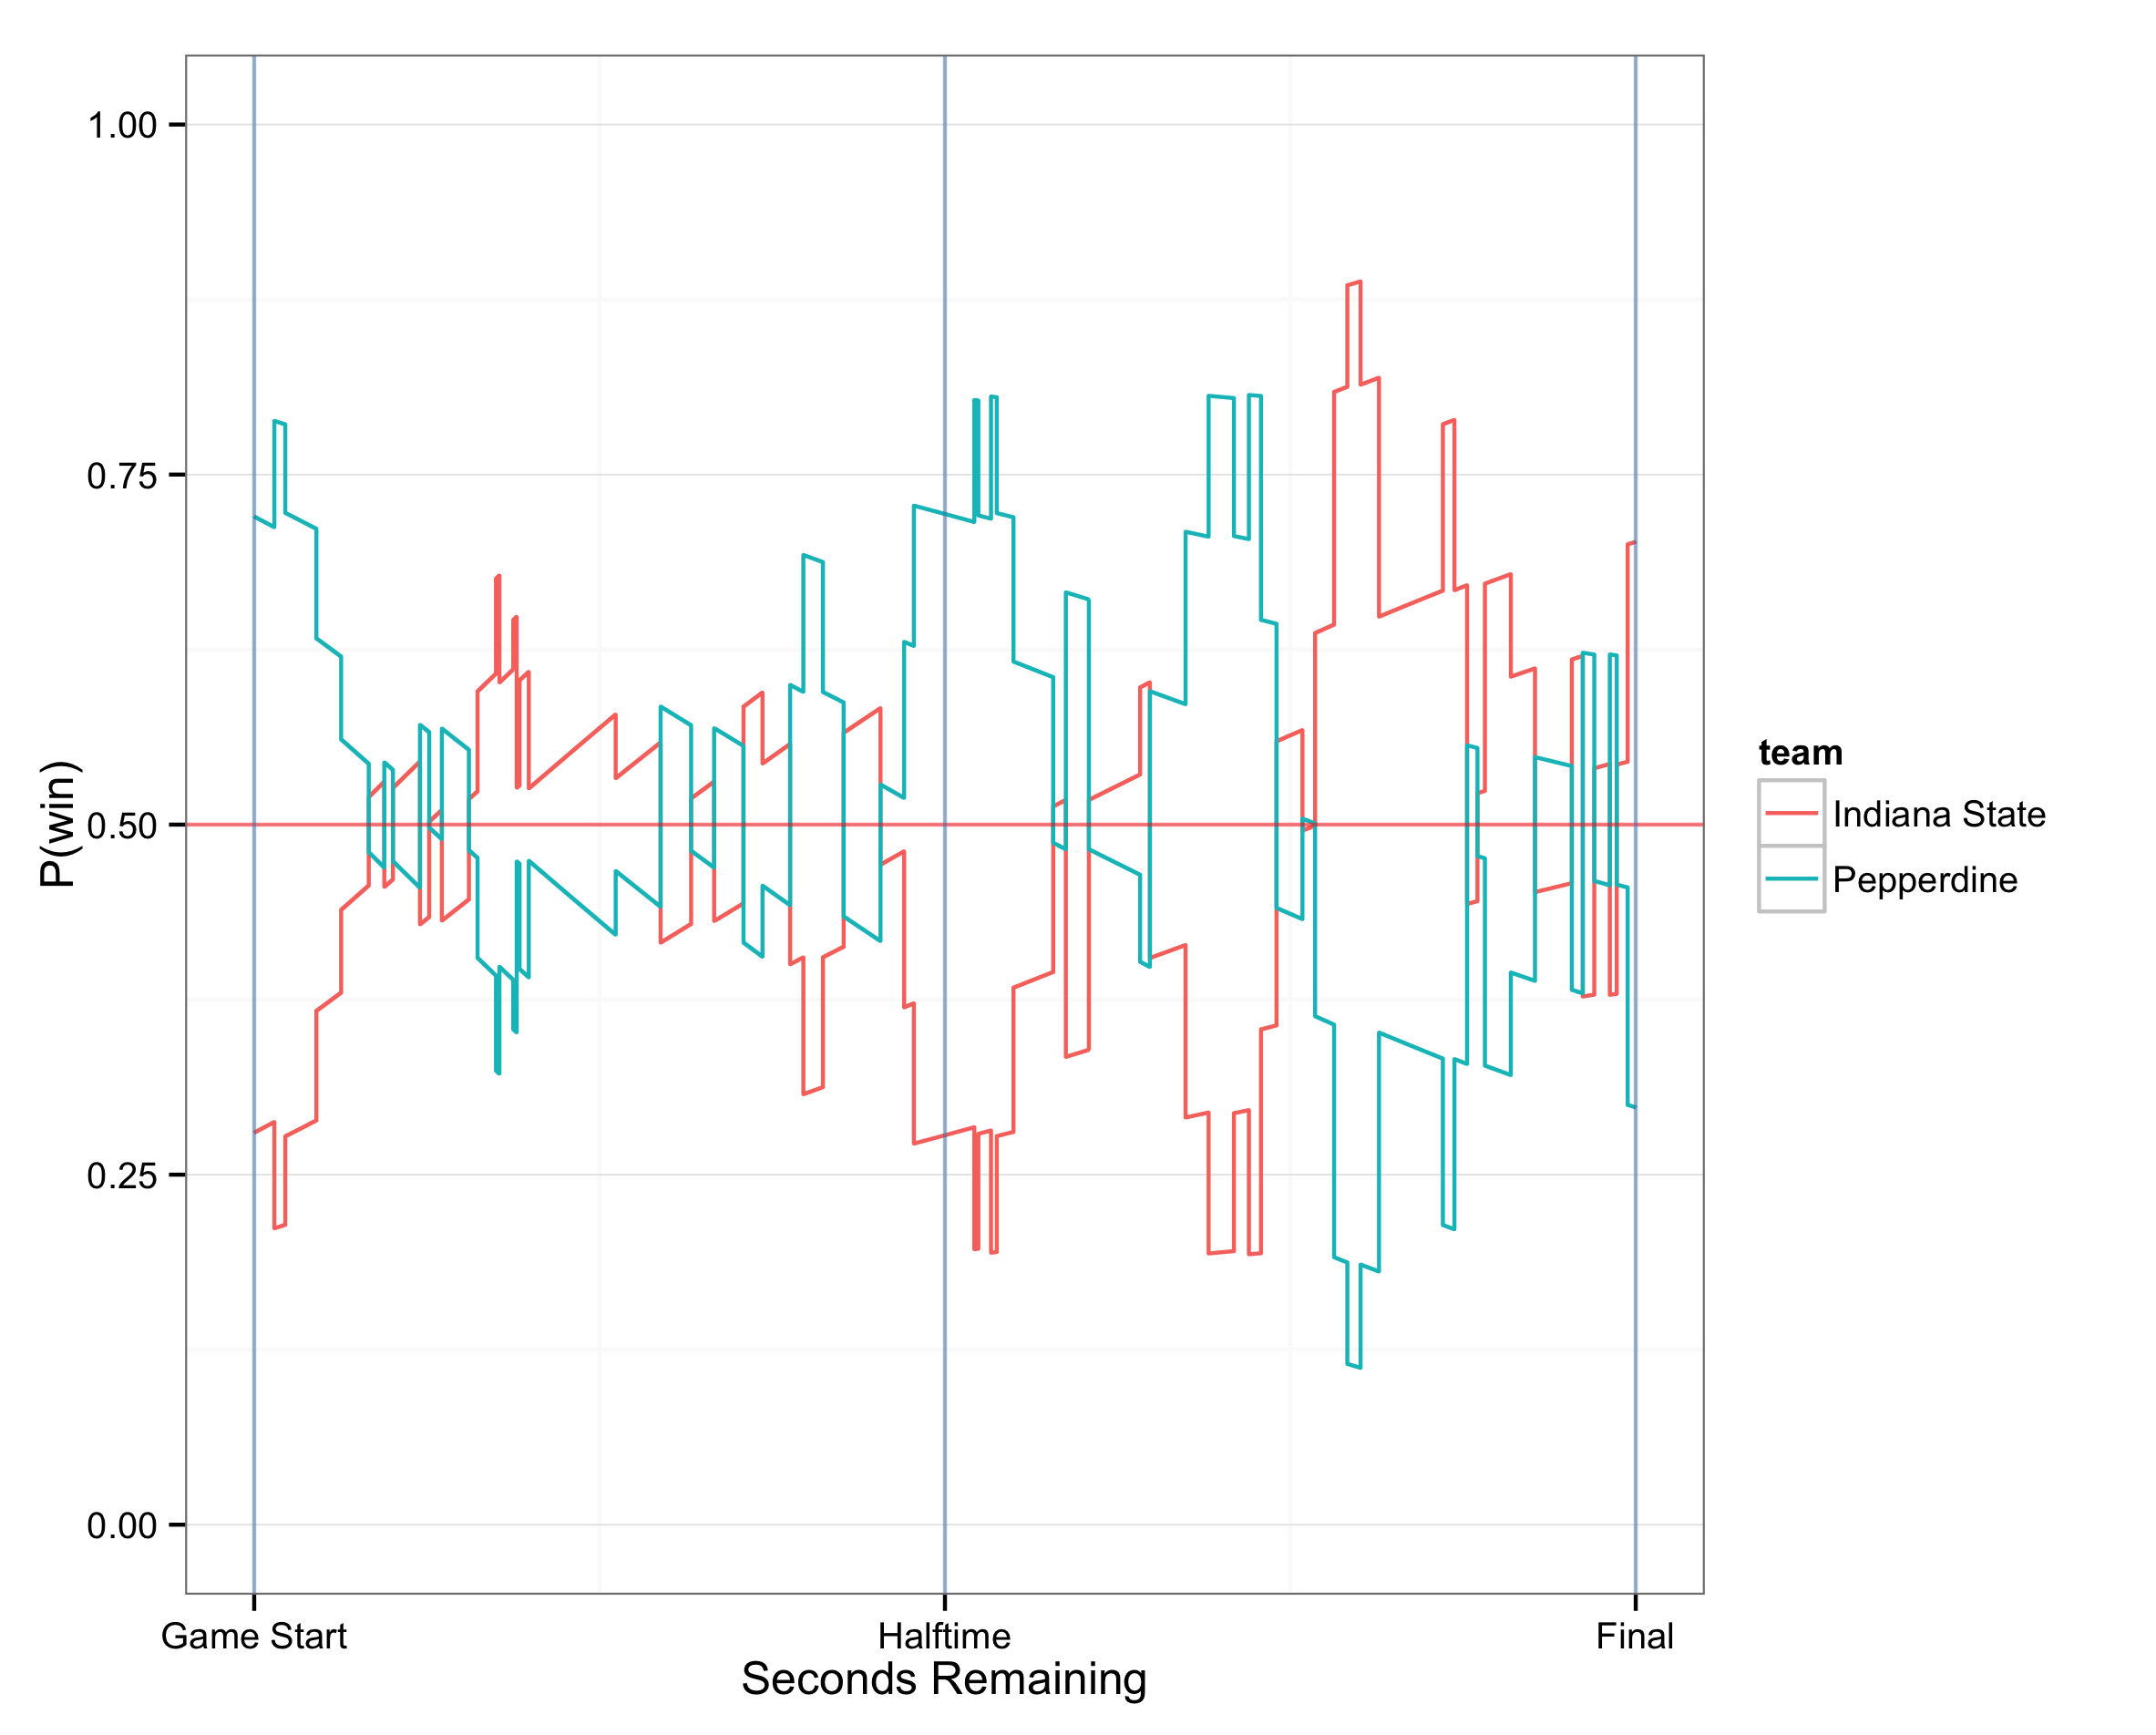 1.00
0.75
0.50
0.25
0.00
P(win)
Game Start
Halftime
Final
Seconds Remaining
team
Indiana State
Pepperdine